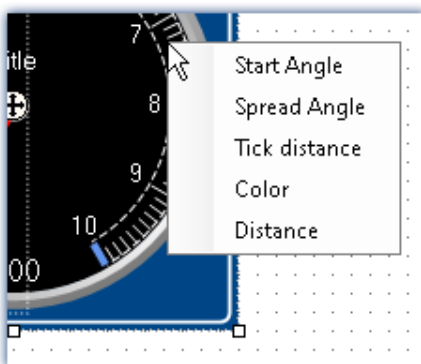 7
itle
8
9
10
00
Start Angle
Spread Angle
Tick distance
Color
Distance